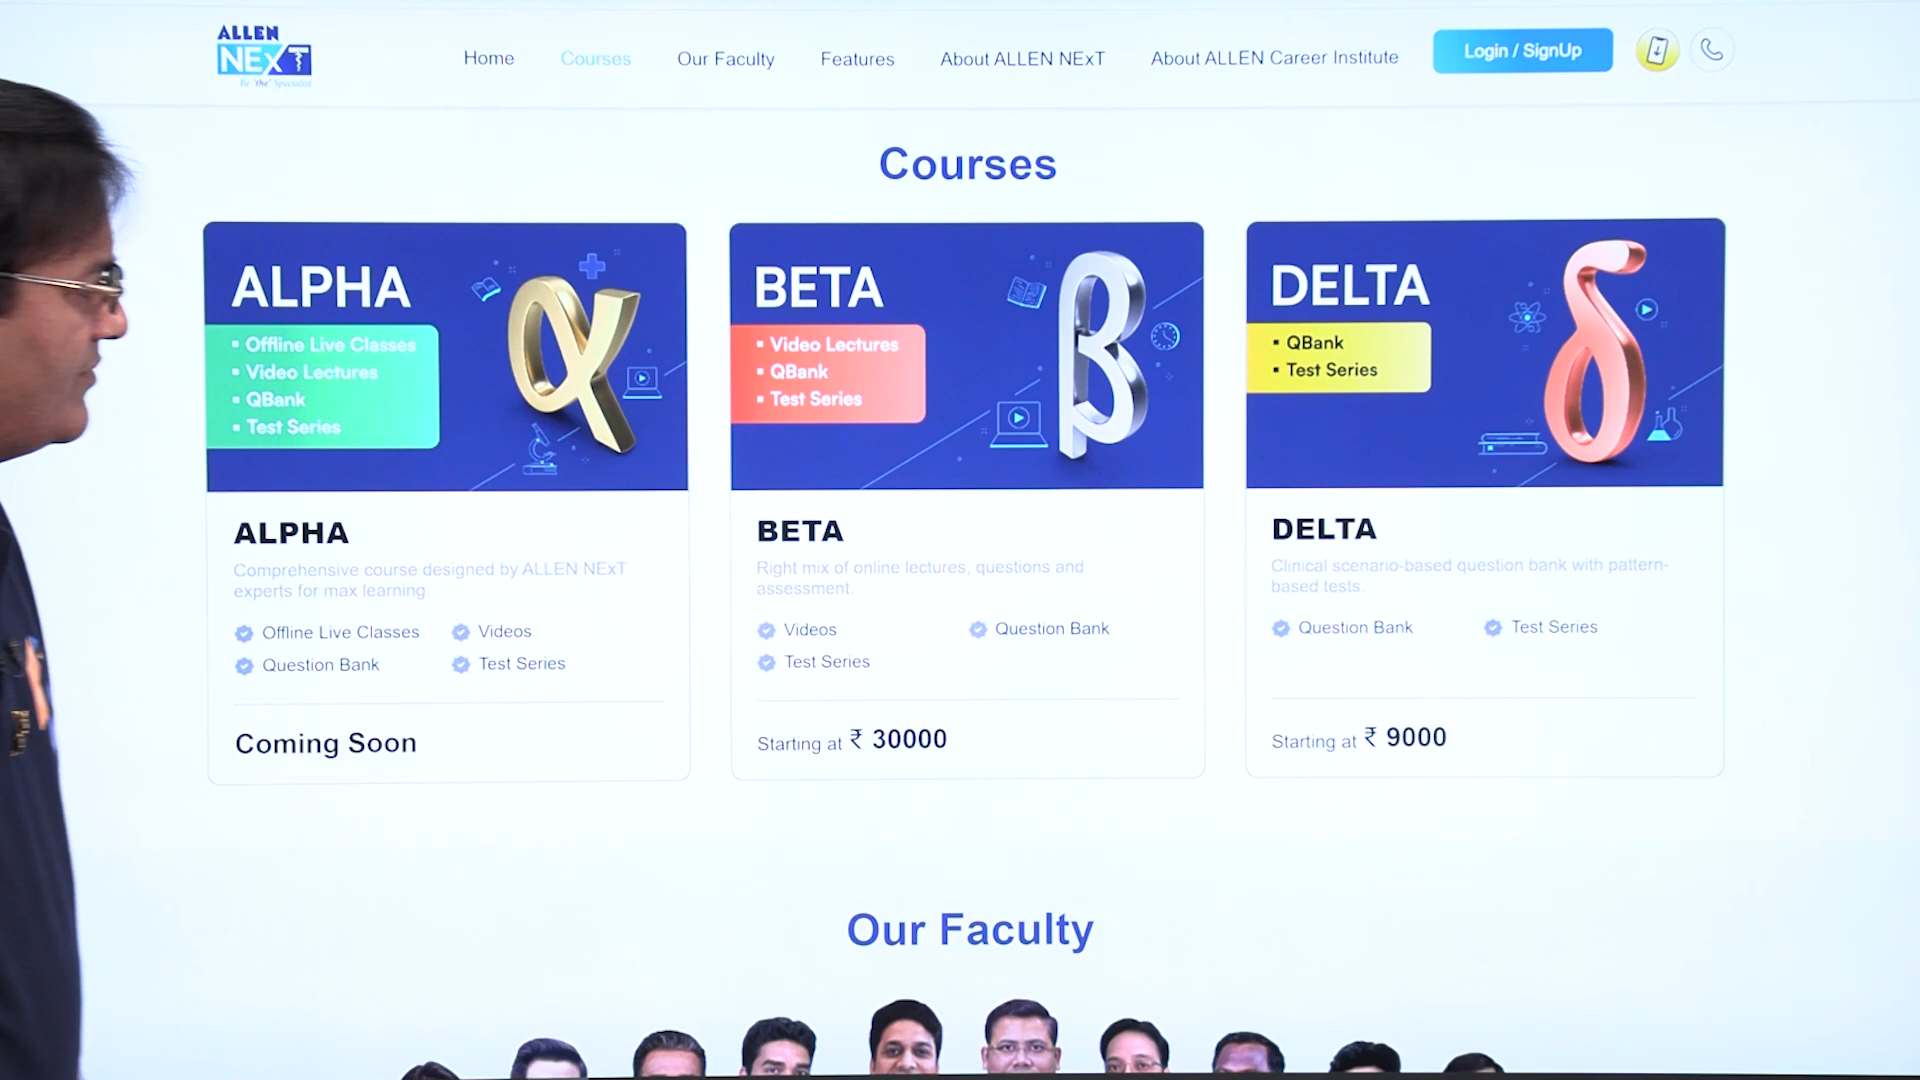 ALLEN
NExT
By "the" Specialist
Home
Courses
Our Faculty
Features
About ALLEN NExT
About ALLEN Career Institute
Login / SignUp
Courses
ALPHA
▪ Offline Live Classes
▪ Video Lectures
▪ QBank
▪ Test Series
ALPHA
Comprehensive course designed by ALLEN NExT
experts for max learning.
Offline Live Classes
Videos
Question Bank
Test Series
Coming Soon
BETA
▪ Video Lectures
▪ QBank
▪ Test Series
β
BETA
Right mix of online lectures, questions and
assessment.
Videos
Question Bank
Test Series
Starting at ₹ 30000
DELTA
▪ QBank
▪ Test Series
δ
DELTA
Clinical scenario-based question bank with pattern-
based tests.
Question Bank
Test Series
Starting at ₹ 9000
α
Our Faculty